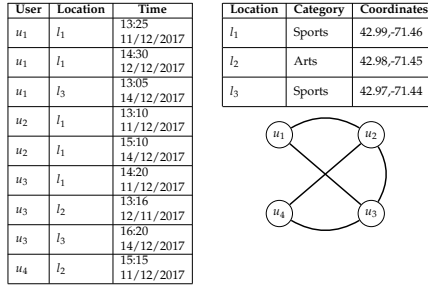 User Location Time
u1 l1 13:25 11/12/2017
u1 l1 14:30 12/12/2017
u1 l3 13:05 14/12/2017
u2 l1 13:10 11/12/2017
u2 l1 15:10 14/12/2017
u3 l1 14:20 11/12/2017
u3 l2 13:16 12/11/2017
u3 l3 16:20 14/12/2017
u4 l2 15:15 11/12/2017
Location Category Coordinates
l1 Sports 42.99,-71.46
l2 Arts 42.98,-71.45
l3 Sports 42.97,-71.44
u1 u2
u4 u3